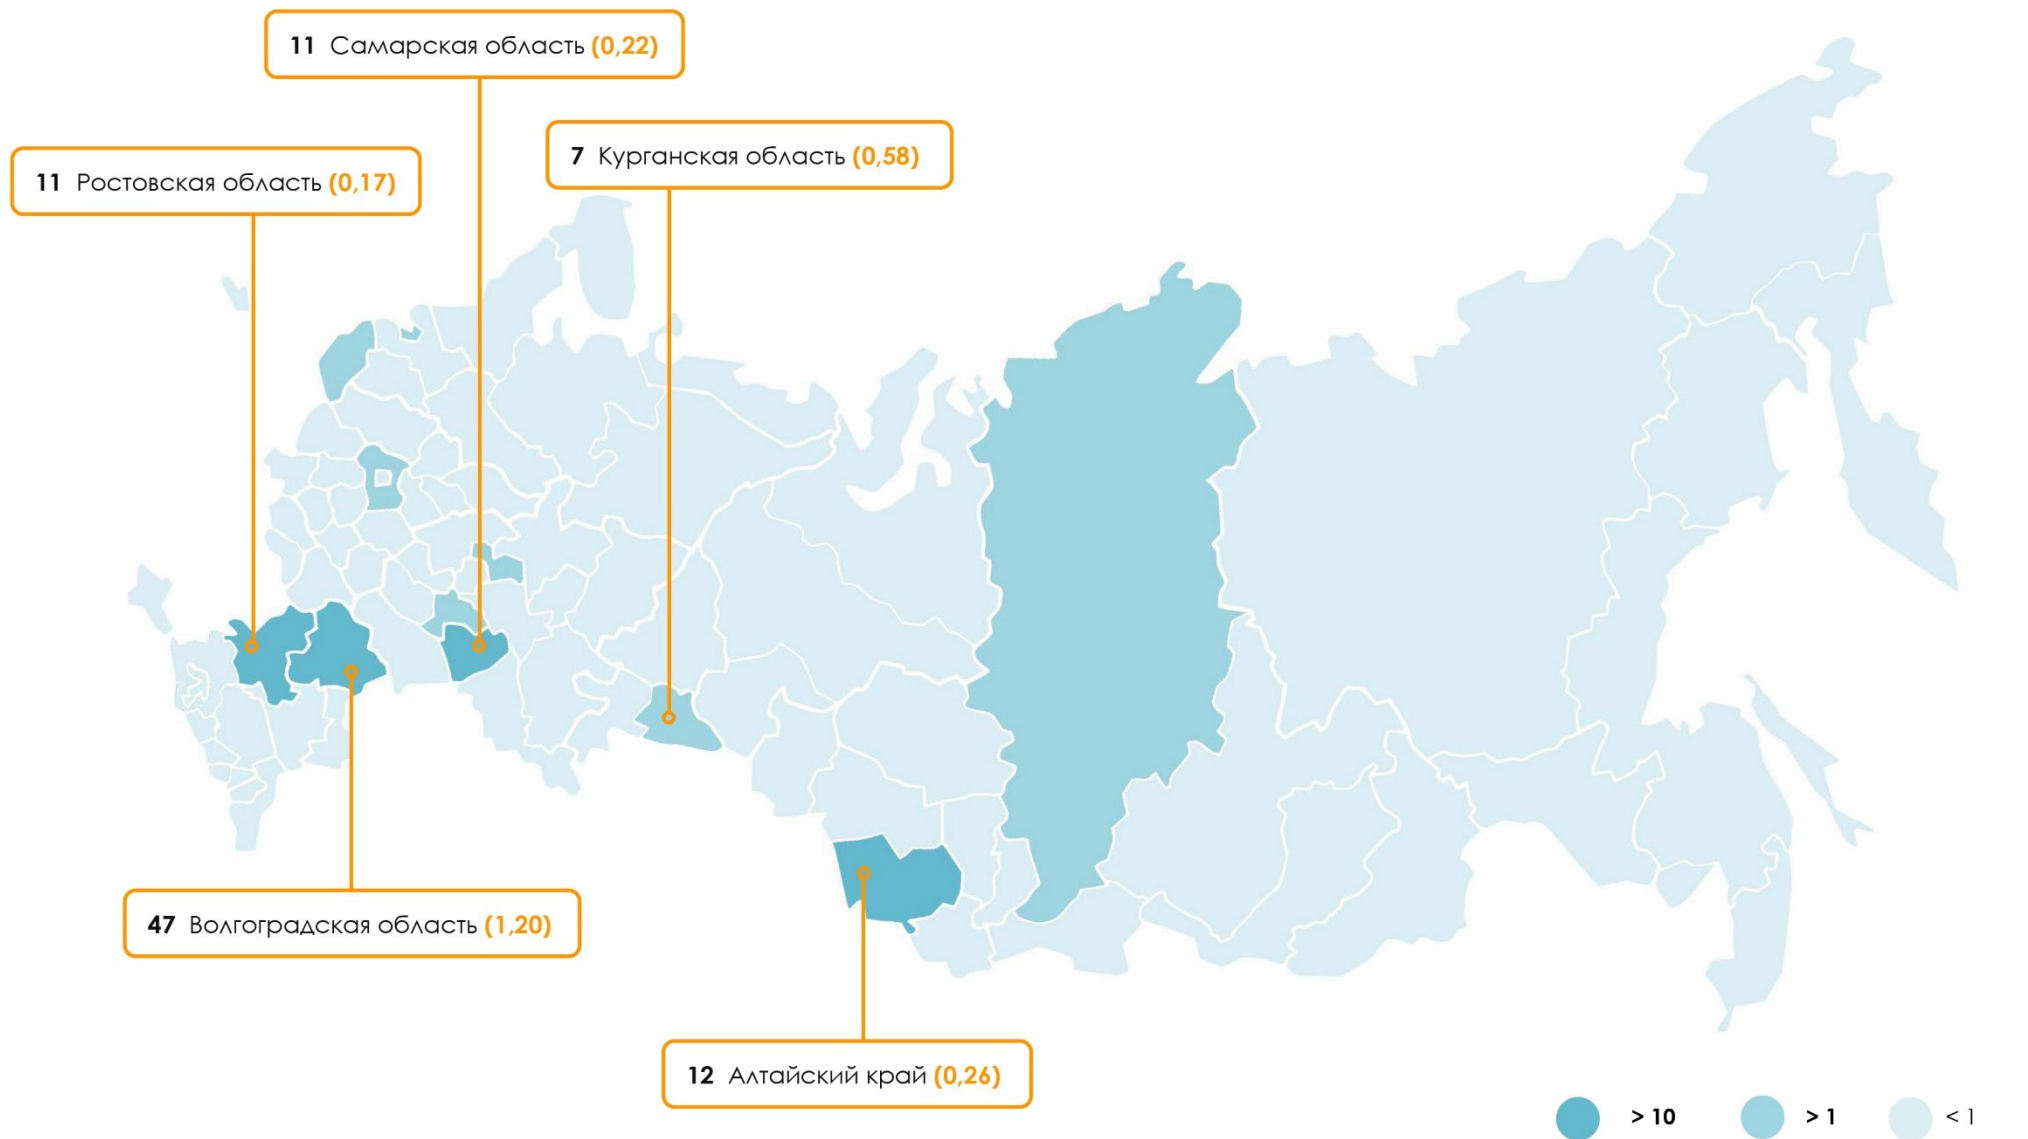 11 Самарская область (0,22)
7 Курганская область (0,58)
11 Ростовская область (0,17)
47 Волгоградская область (1,20)
12 Алтайский край (0,26)
> 10
> 1
< 1